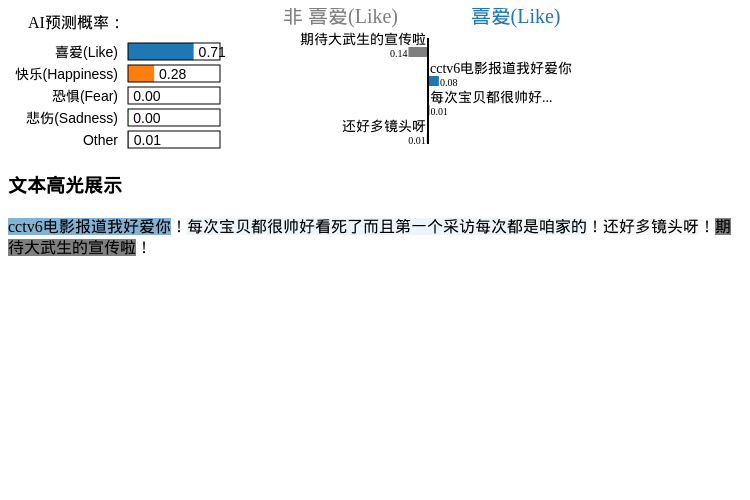 AI预测概率：
喜爱(Like) 0.71
快乐(Happiness) 0.28
恐惧(Fear) 0.00
悲伤(Sadness) 0.00
Other 0.01
非 喜爱(Like) 喜爱(Like)
期待大武生的宣传啦
0.14
cctv6电影报道我好爱你
0.08
每次宝贝都很帅好...
0.01
还好多镜头呀
0.01
文本高光展示
cctv6电影报道我好爱你！每次宝贝都很帅好看死了而且第一个采访每次都是咱家的！还好多镜头呀！期
待大武生的宣传啦！